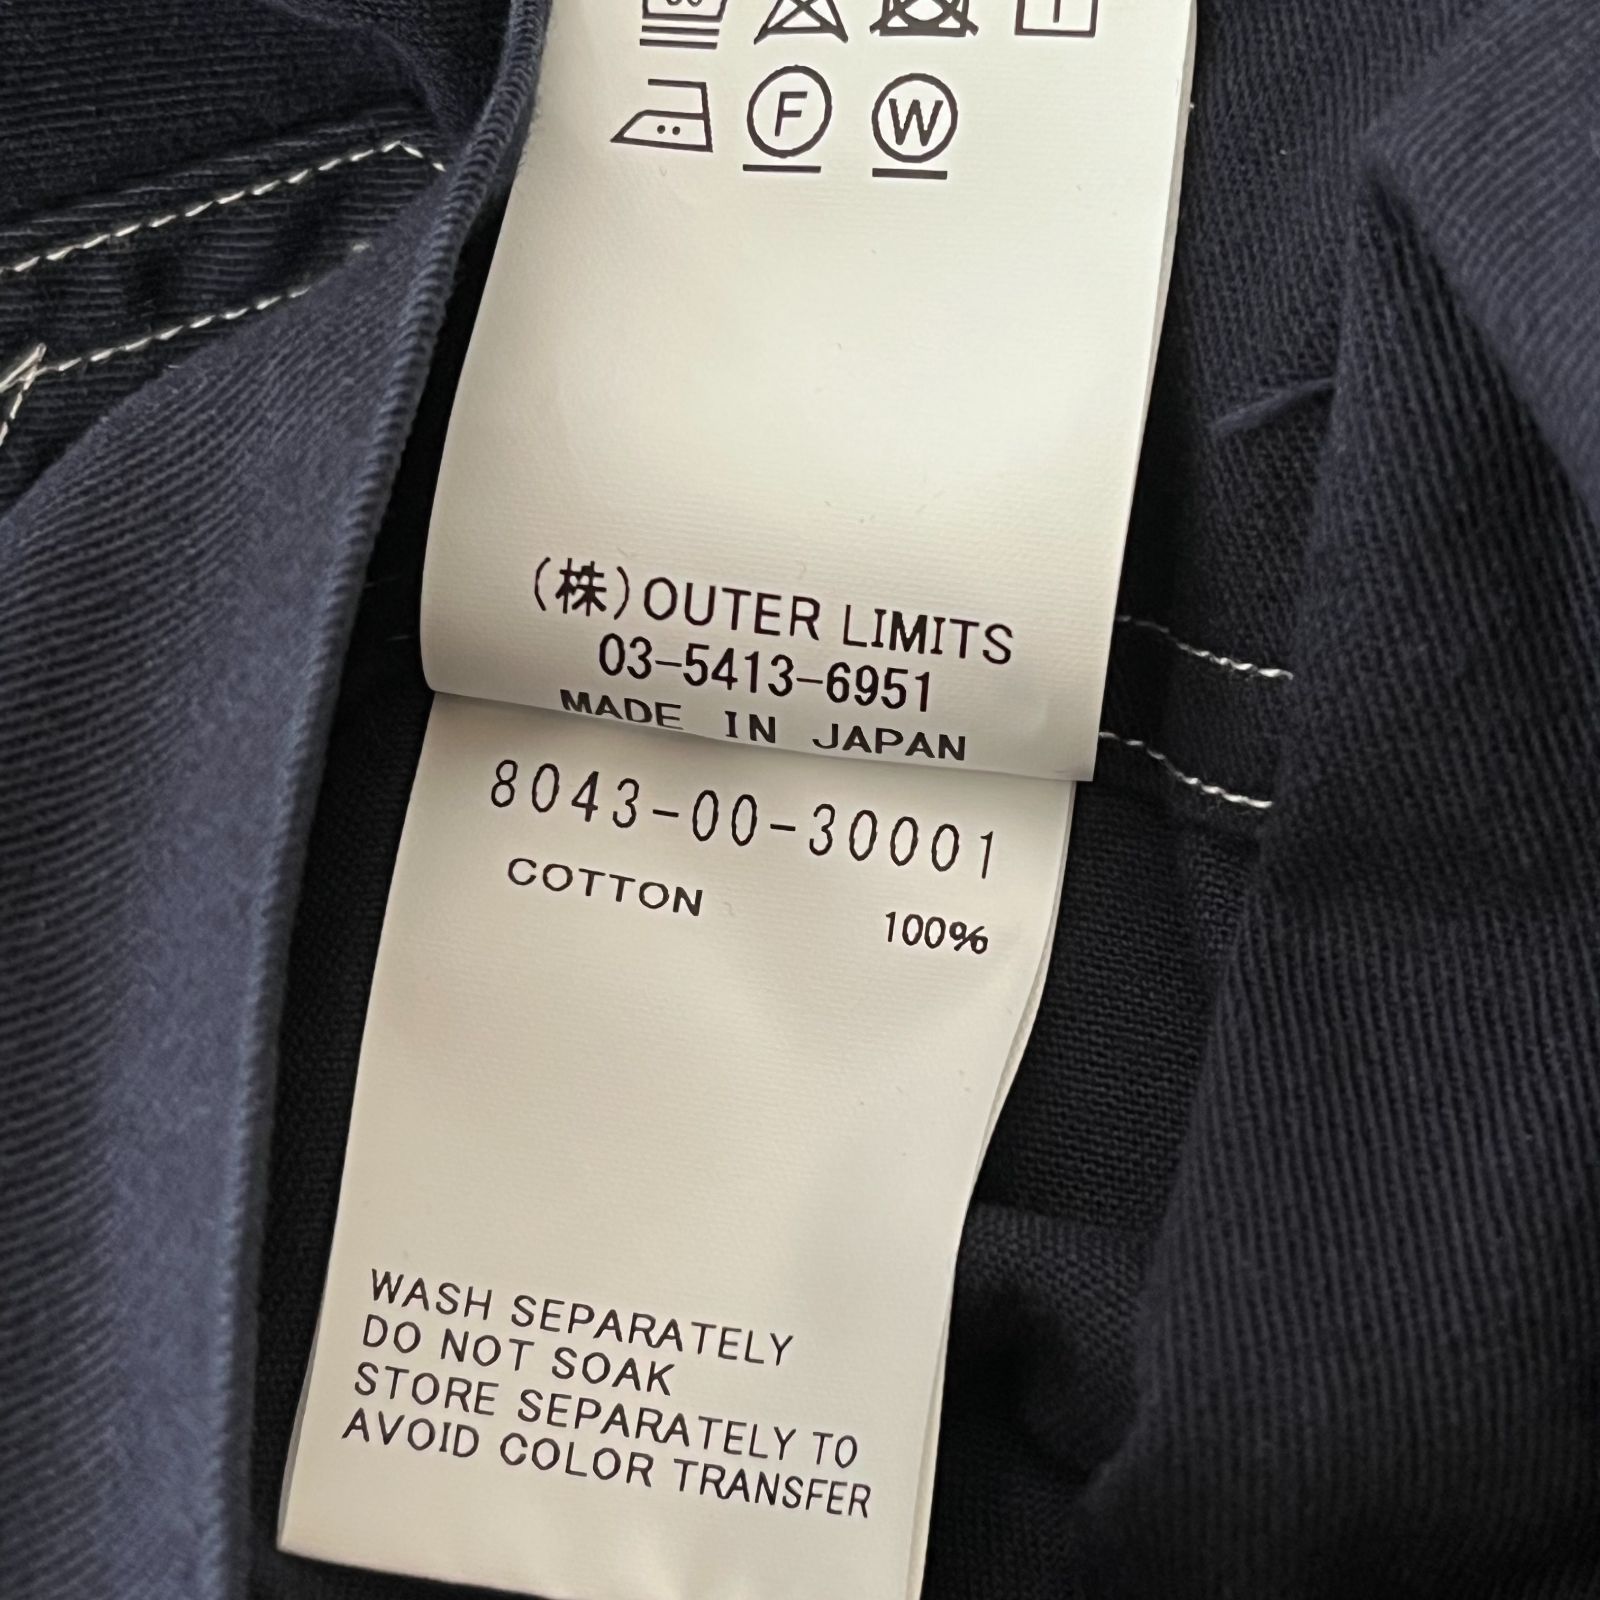 F W
(株)OUTER LIMITS
03-5413-6951
MADE IN JAPAN
8043-00-30001
COTTON 100%
WASH SEPARATELY
DO NOT SOAK
STORE SEPARATELY TO
AVOID COLOR TRANSFER